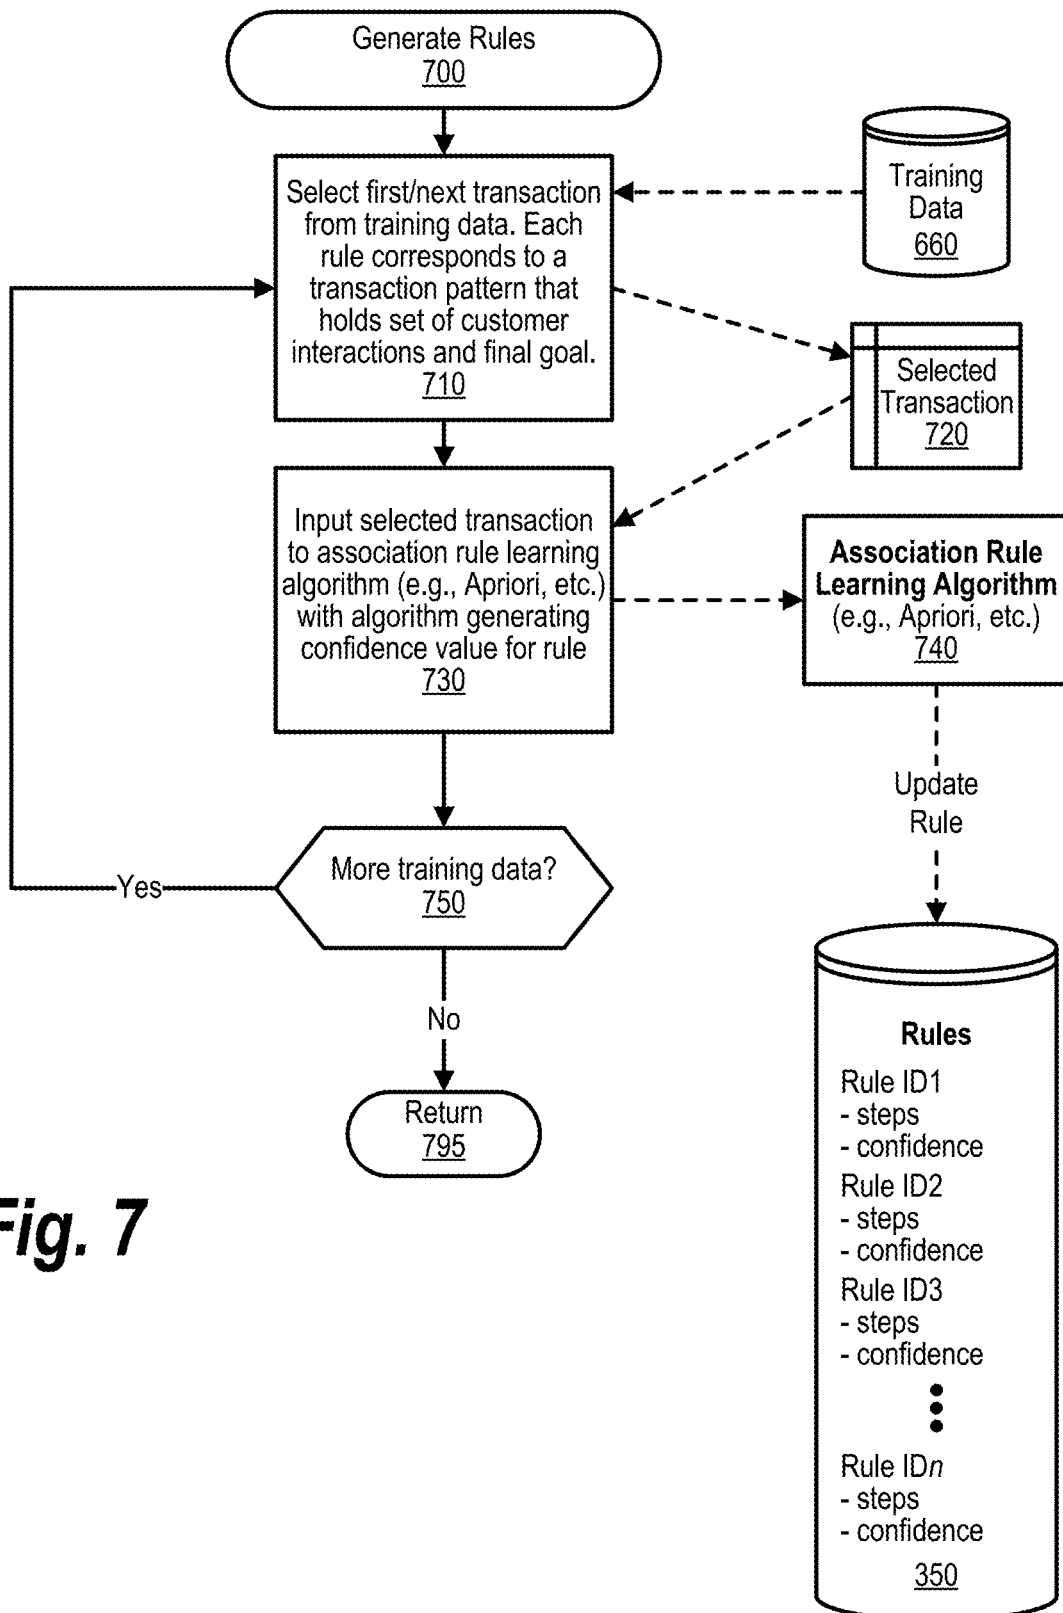 Generate Rules
700
Select first/next transaction
from training data. Each
rule corresponds to a
transaction pattern that
holds set of customer
interactions and final goal.
710
Training
Data
660
Selected
Transaction
720
Input selected transaction
to association rule learning
algorithm (e.g., Apriori, etc.)
with algorithm generating
confidence value for rule
730
Association Rule
Learning Algorithm
(e.g., Apriori, etc.)
740
Update
Rule
More training data?
750
Yes
No
Return
795
Rules
Rule ID1
- steps
- confidence
Rule ID2
- steps
- confidence
Rule ID3
- steps
- confidence
Rule IDn
- steps
- confidence
350
Fig. 7